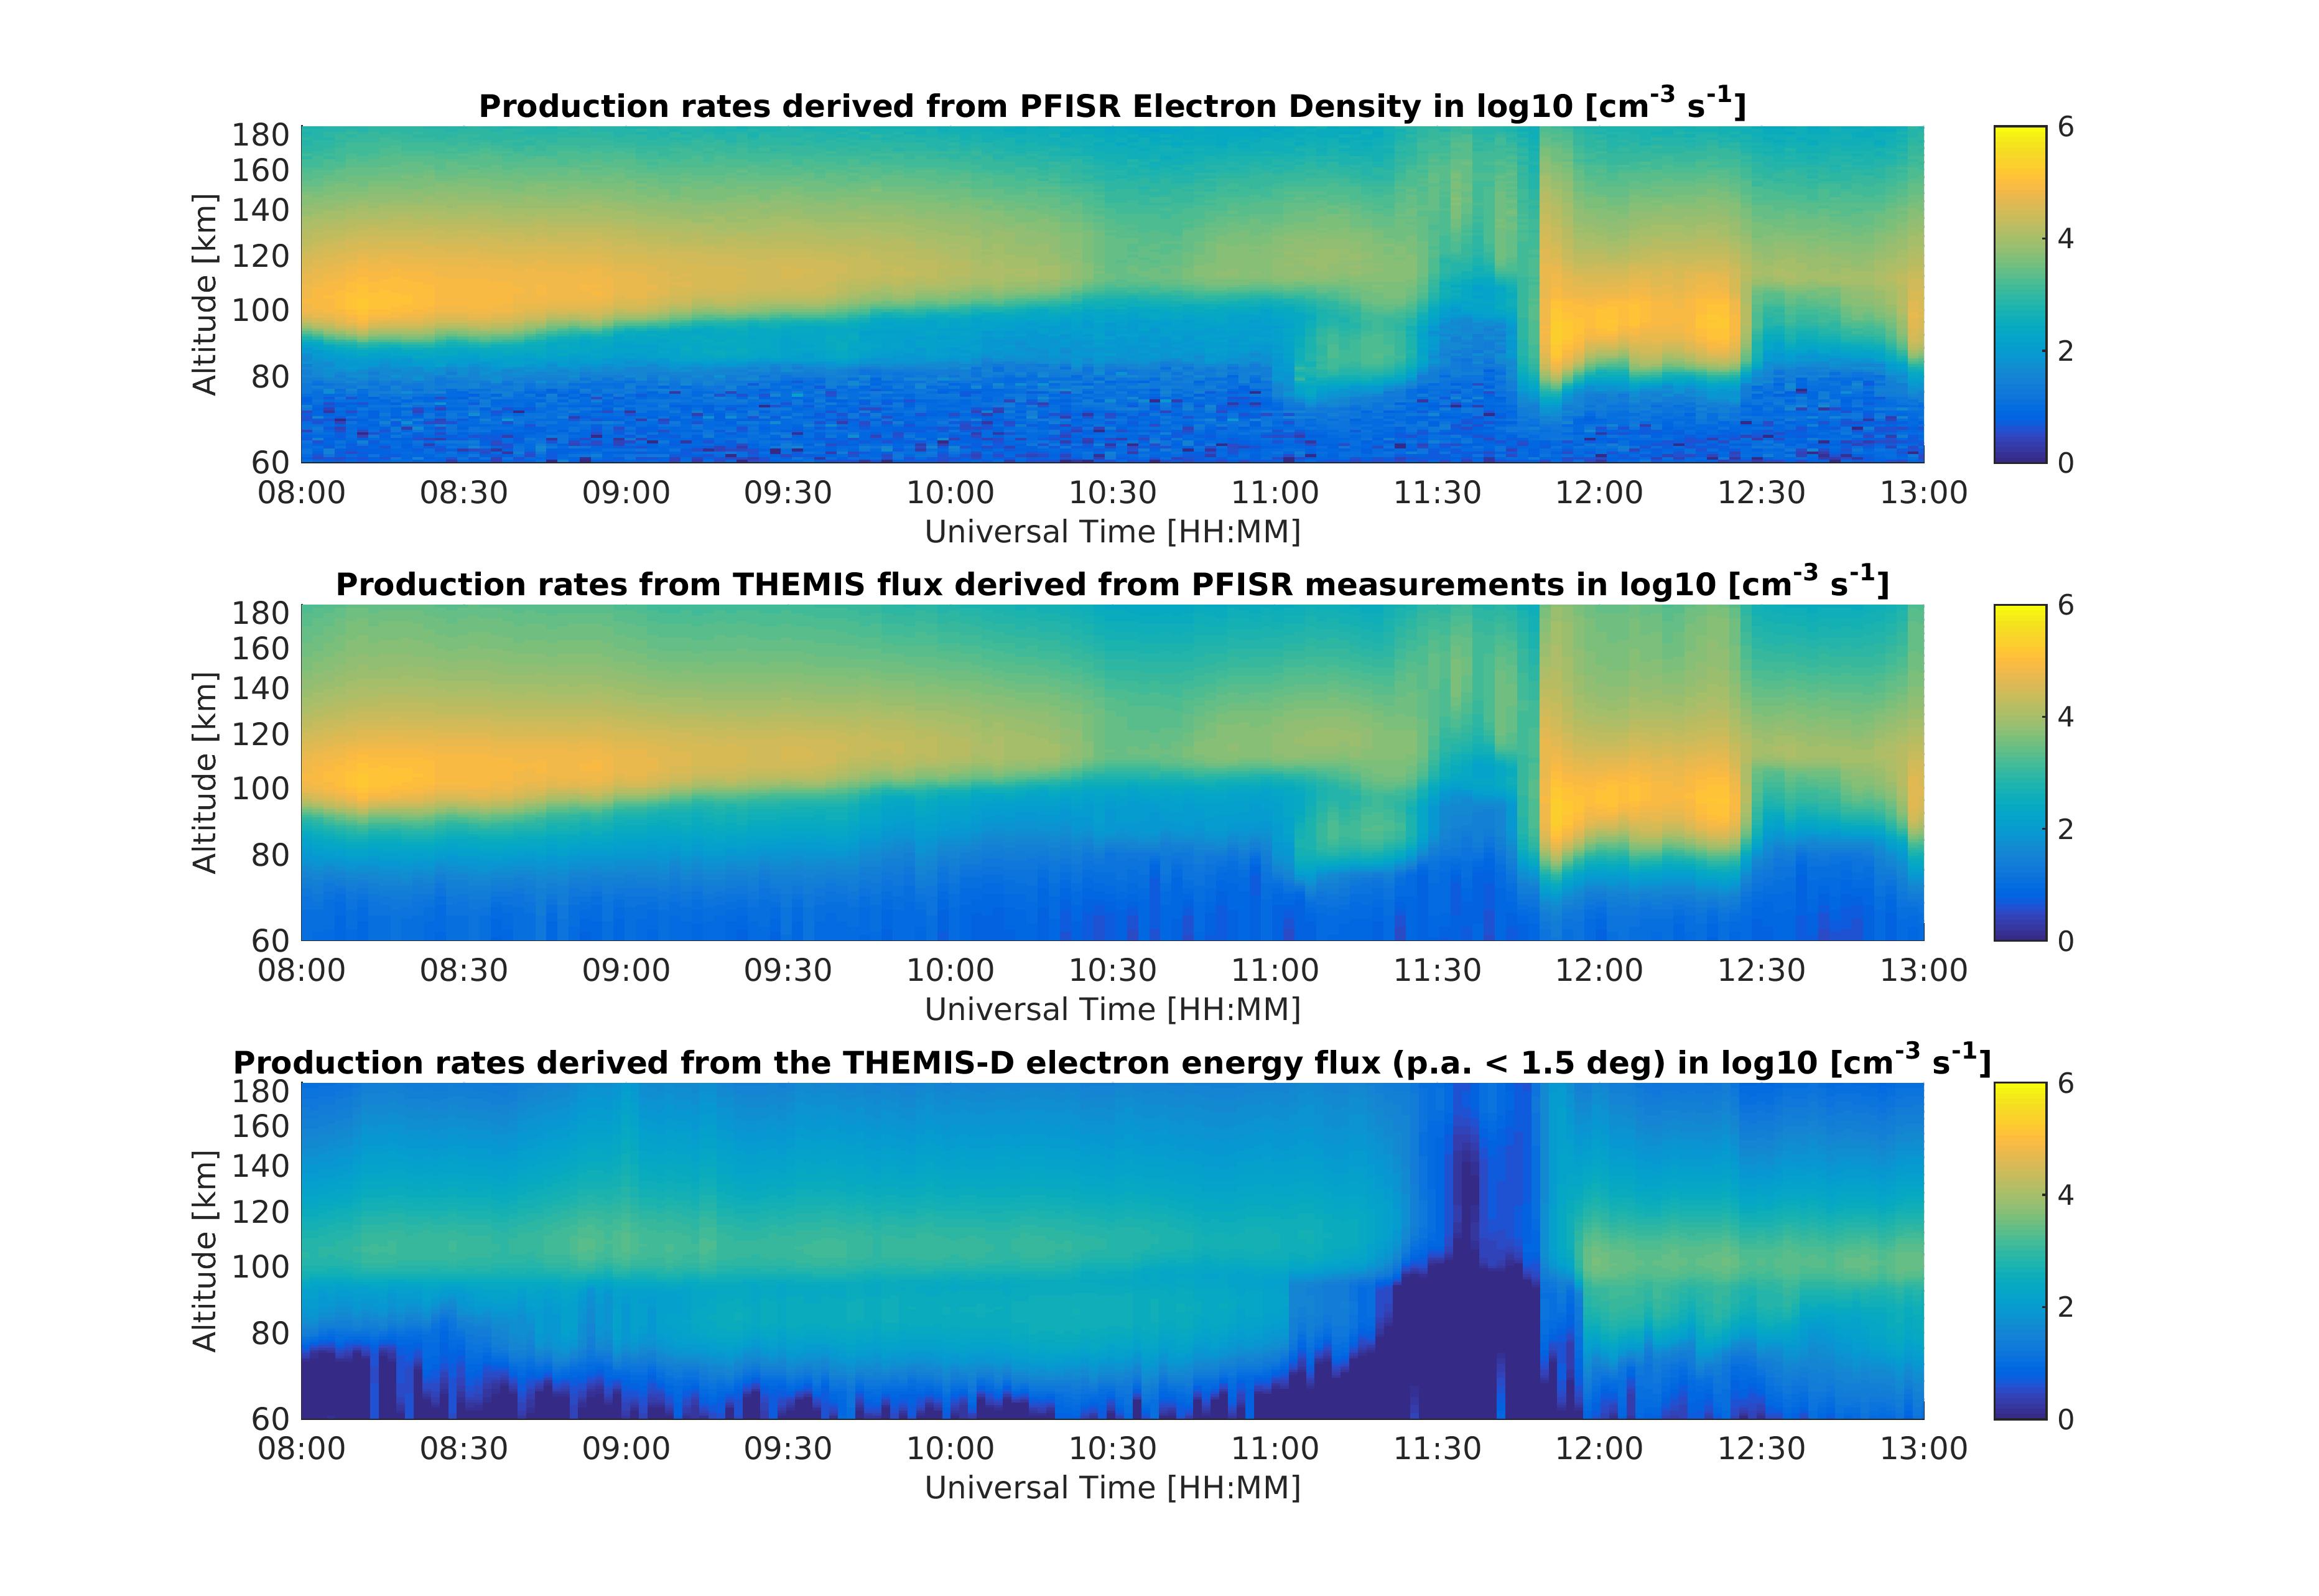 Production rates derived from PFISR Electron Density in log10 [cm⁻³ s⁻¹]
180
160
140
120
100
80
60
Altitude [km]
08:00 08:30 09:00 09:30 10:00 10:30 11:00 11:30 12:00 12:30 13:00
Universal Time [HH:MM]
6
4
2
0
Production rates from THEMIS flux derived from PFISR measurements in log10 [cm⁻³ s⁻¹]
180
160
140
120
100
80
60
Altitude [km]
08:00 08:30 09:00 09:30 10:00 10:30 11:00 11:30 12:00 12:30 13:00
Universal Time [HH:MM]
6
4
2
0
Production rates derived from the THEMIS-D electron energy flux (p.a. < 1.5 deg) in log10 [cm⁻³ s⁻¹]
180
160
140
120
100
80
60
Altitude [km]
08:00 08:30 09:00 09:30 10:00 10:30 11:00 11:30 12:00 12:30 13:00
Universal Time [HH:MM]
6
4
2
0